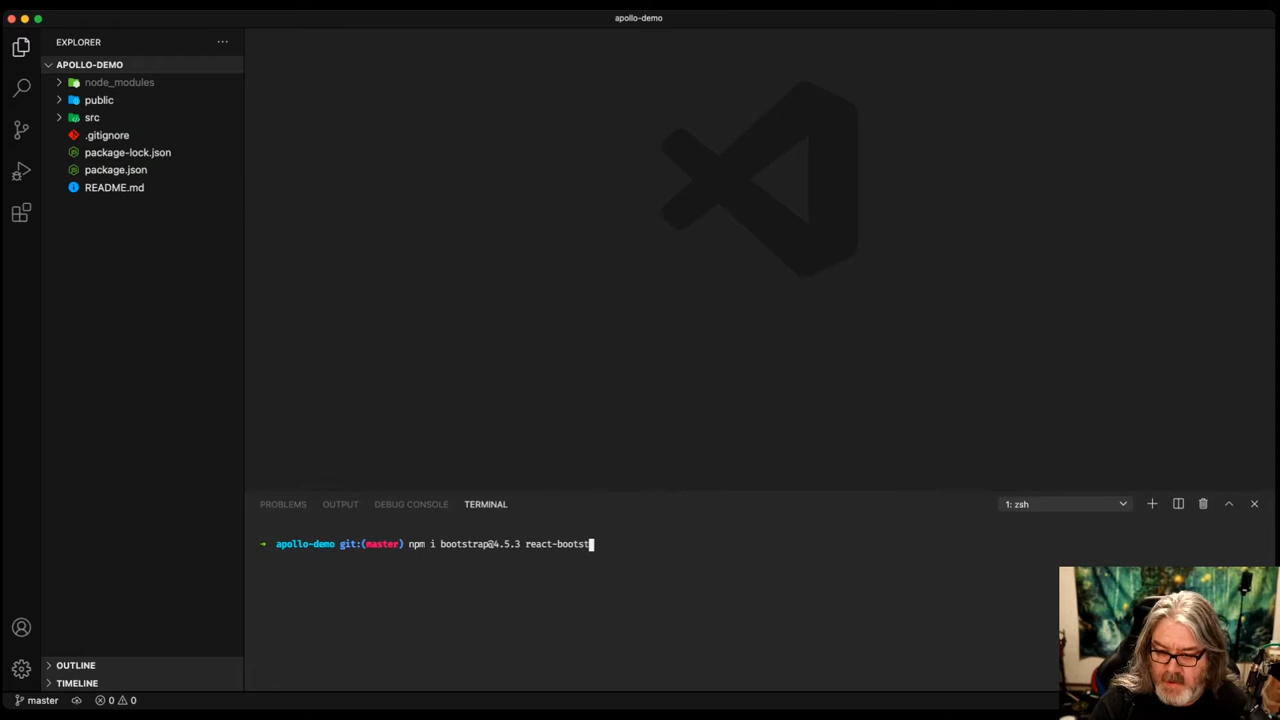 apollo-demo
EXPLORER
APOLLO-DEMO
node_modules
public
src
.gitignore
package-lock.json
package.json
README.md
PROBLEMS OUTPUT DEBUG CONSOLE TERMINAL 1: zsh
→ apollo-demo git:(master) npm i bootstrap@4.5.3 react-bootst
OUTLINE
TIMELINE
master 0 0